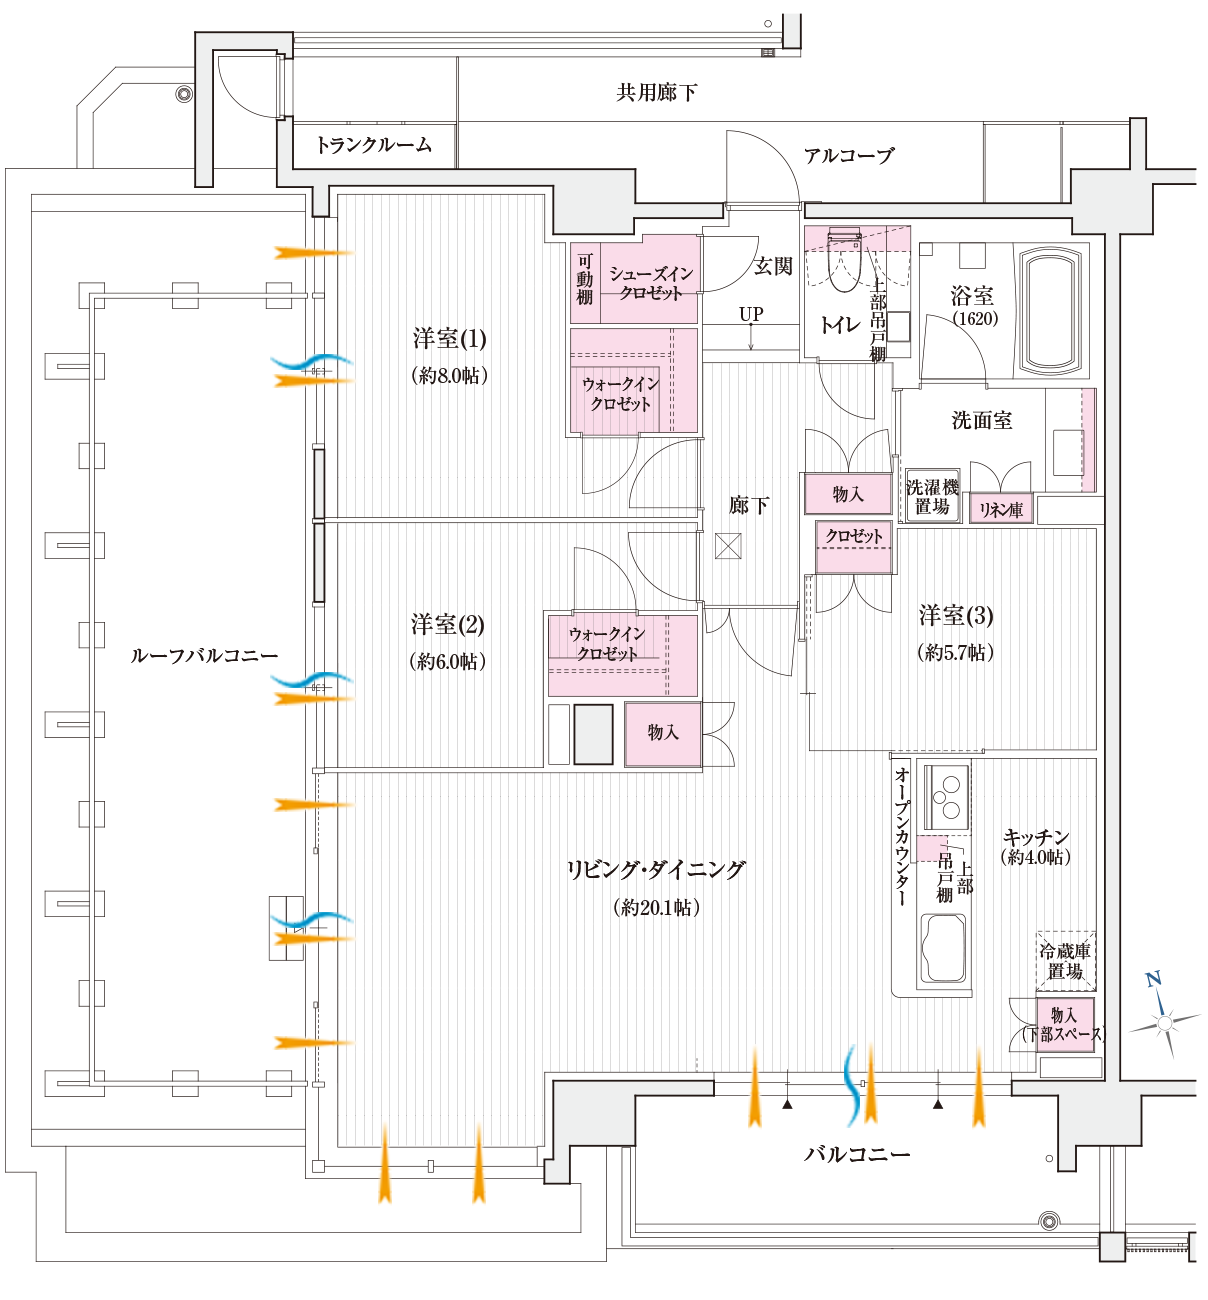 共用廊下
トランクルーム
アルコーブ
可動棚
シューズイン
クロゼット
玄関
UP
トイレ
上部吊戸棚
浴室
(1620)
洋室(1)
(約8.0帖)
ウォークイン
クロゼット
洗面室
廊下
物入
洗濯機
置場
リネン庫
クロゼット
洋室(2)
(約6.0帖)
ウォークイン
クロゼット
洋室(3)
(約5.7帖)
ルーフバルコニー
物入
オープンカウンター
キッチン
(約4.0帖)
上部
吊戸棚
リビング・ダイニング
(約20.1帖)
冷蔵庫
置場
N
物入
(下部スペース)
バルコニー